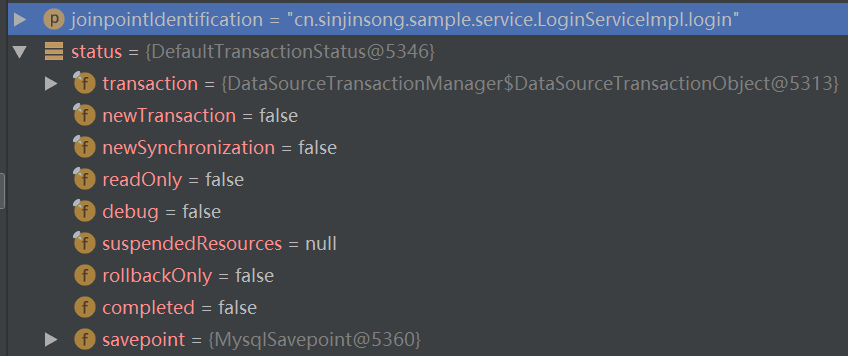 p joinpointIdentification = "cn.sinjinsong.sample.service.LoginServiceImpl.login"
status = {DefaultTransactionStatus@5346}
f transaction = {DataSourceTransactionManager$DataSourceTransactionObject@5313}
f newTransaction = false
f newSynchronization = false
f readOnly = false
f debug = false
f suspendedResources = null
f rollbackOnly = false
f completed = false
f savepoint = {MysqlSavepoint@5360}